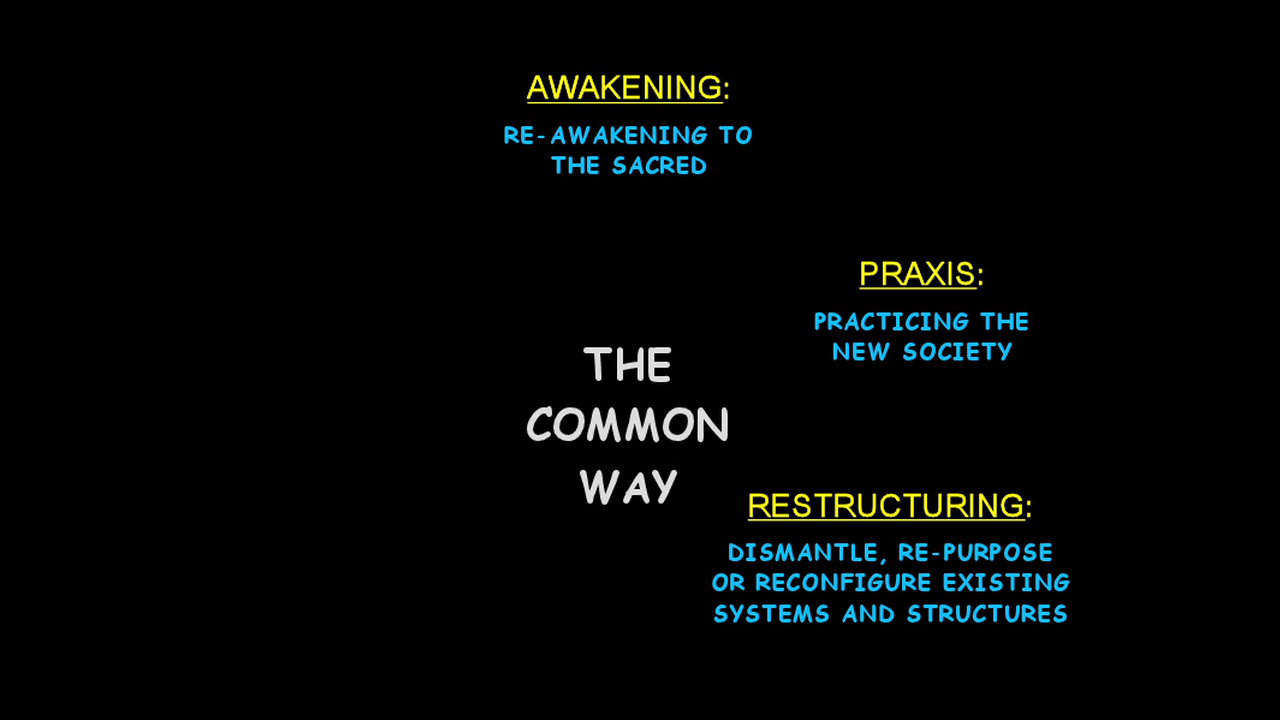 AWAKENING:
RE-AWAKENING TO
THE SACRED
PRAXIS:
PRACTICING THE
NEW SOCIETY
THE
COMMON
WAY
RESTRUCTURING:
DISMANTLE, RE-PURPOSE
OR RECONFIGURE EXISTING
SYSTEMS AND STRUCTURES